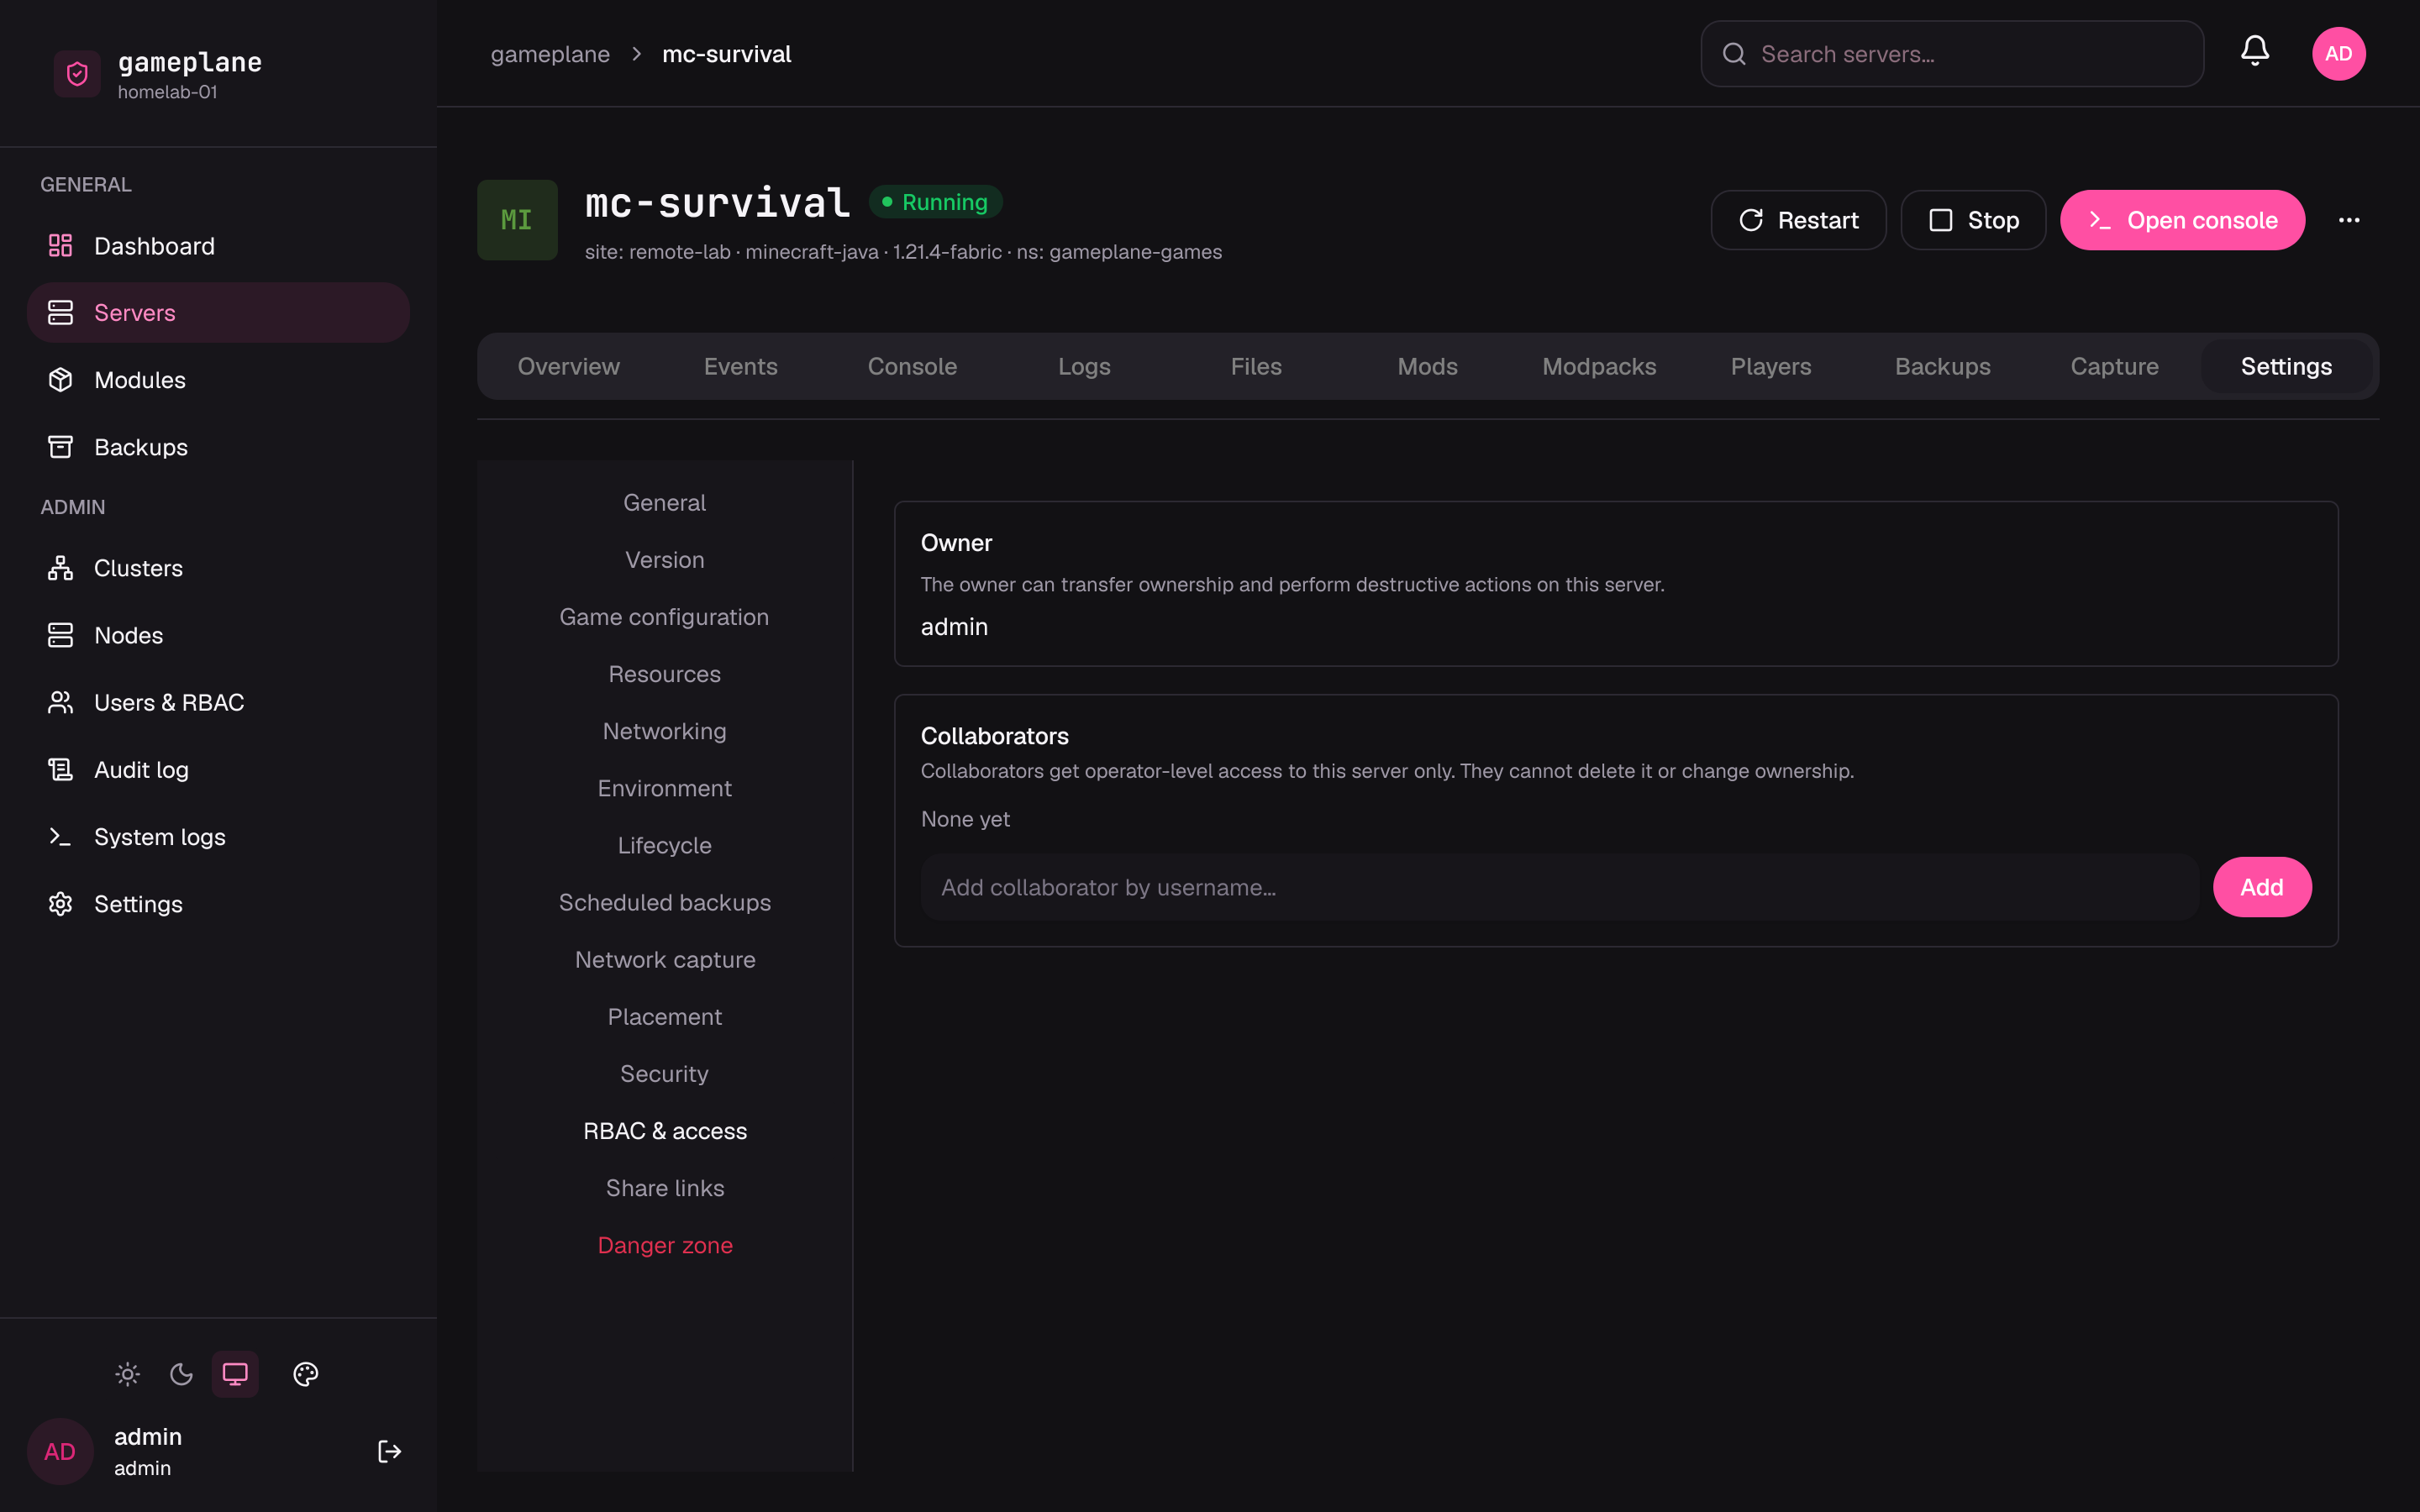 gameplane
homelab-01
GENERAL
Dashboard
Servers
Modules
Backups
ADMIN
Clusters
Nodes
Users & RBAC
Audit log
System logs
Settings
AD
admin
admin
gameplane > mc-survival
Search servers...
AD
MI
mc-survival
Running
site: remote-lab · minecraft-java · 1.21.4-fabric · ns: gameplane-games
Restart
Stop
Open console
Overview
Events
Console
Logs
Files
Mods
Modpacks
Players
Backups
Capture
Settings
General
Version
Game configuration
Resources
Networking
Environment
Lifecycle
Scheduled backups
Network capture
Placement
Security
RBAC & access
Share links
Danger zone
Owner
The owner can transfer ownership and perform destructive actions on this server.
admin
Collaborators
Collaborators get operator-level access to this server only. They cannot delete it or change ownership.
None yet
Add collaborator by username...
Add